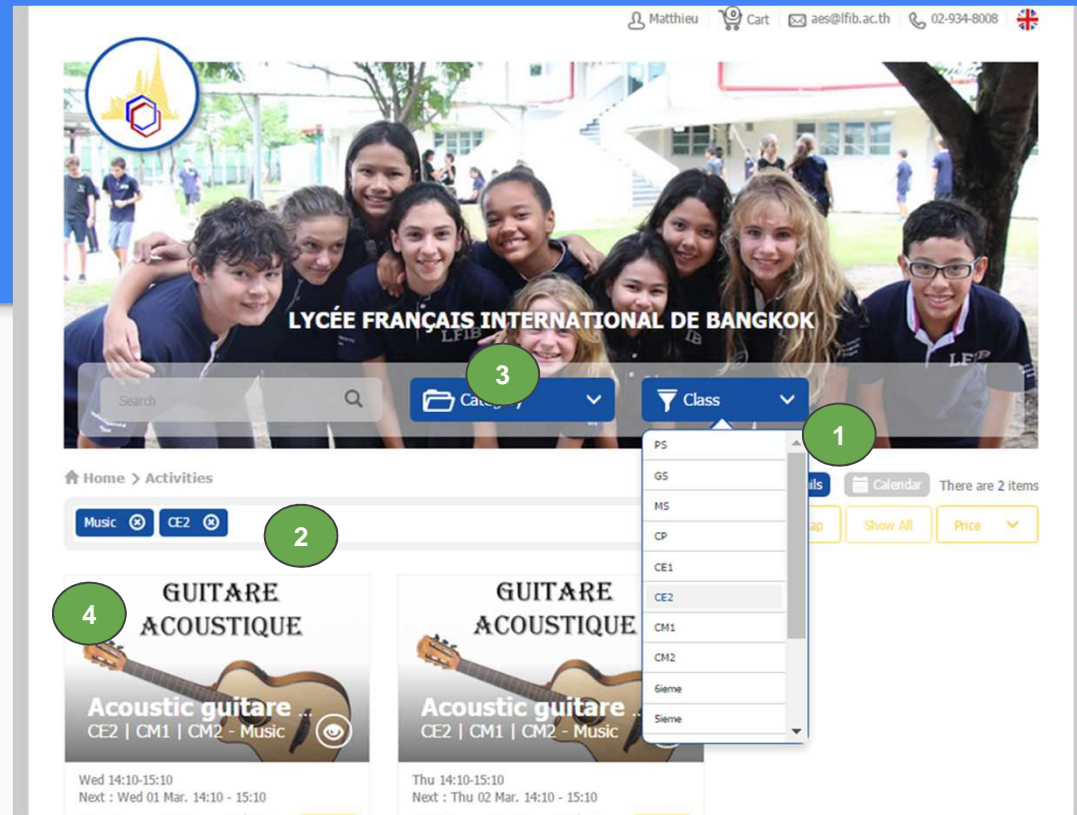 Matthieu
0
Cart
aes@lfib.ac.th
02-934-8008
LYCÉE FRANÇAIS INTERNATIONAL DE BANGKOK
LFIB
LFIB
3
Search
Class
1
PS
GS
MS
CP
CE1
CE2
CM1
CM2
6ieme
5ieme
Home > Activities
Calendar
There are 2 items
Music
CE2
2
Show All
Price
4
GUITARE
ACOUSTIQUE
Acoustic guitare ...
CE2 | CM1 | CM2 - Music
Wed 14:10-15:10
Next : Wed 01 Mar. 14:10 - 15:10
GUITARE
ACOUSTIQUE
Acoustic guitare
CE2 | CM1 | CM2 - Music
Thu 14:10-15:10
Next : Thu 02 Mar. 14:10 - 15:10